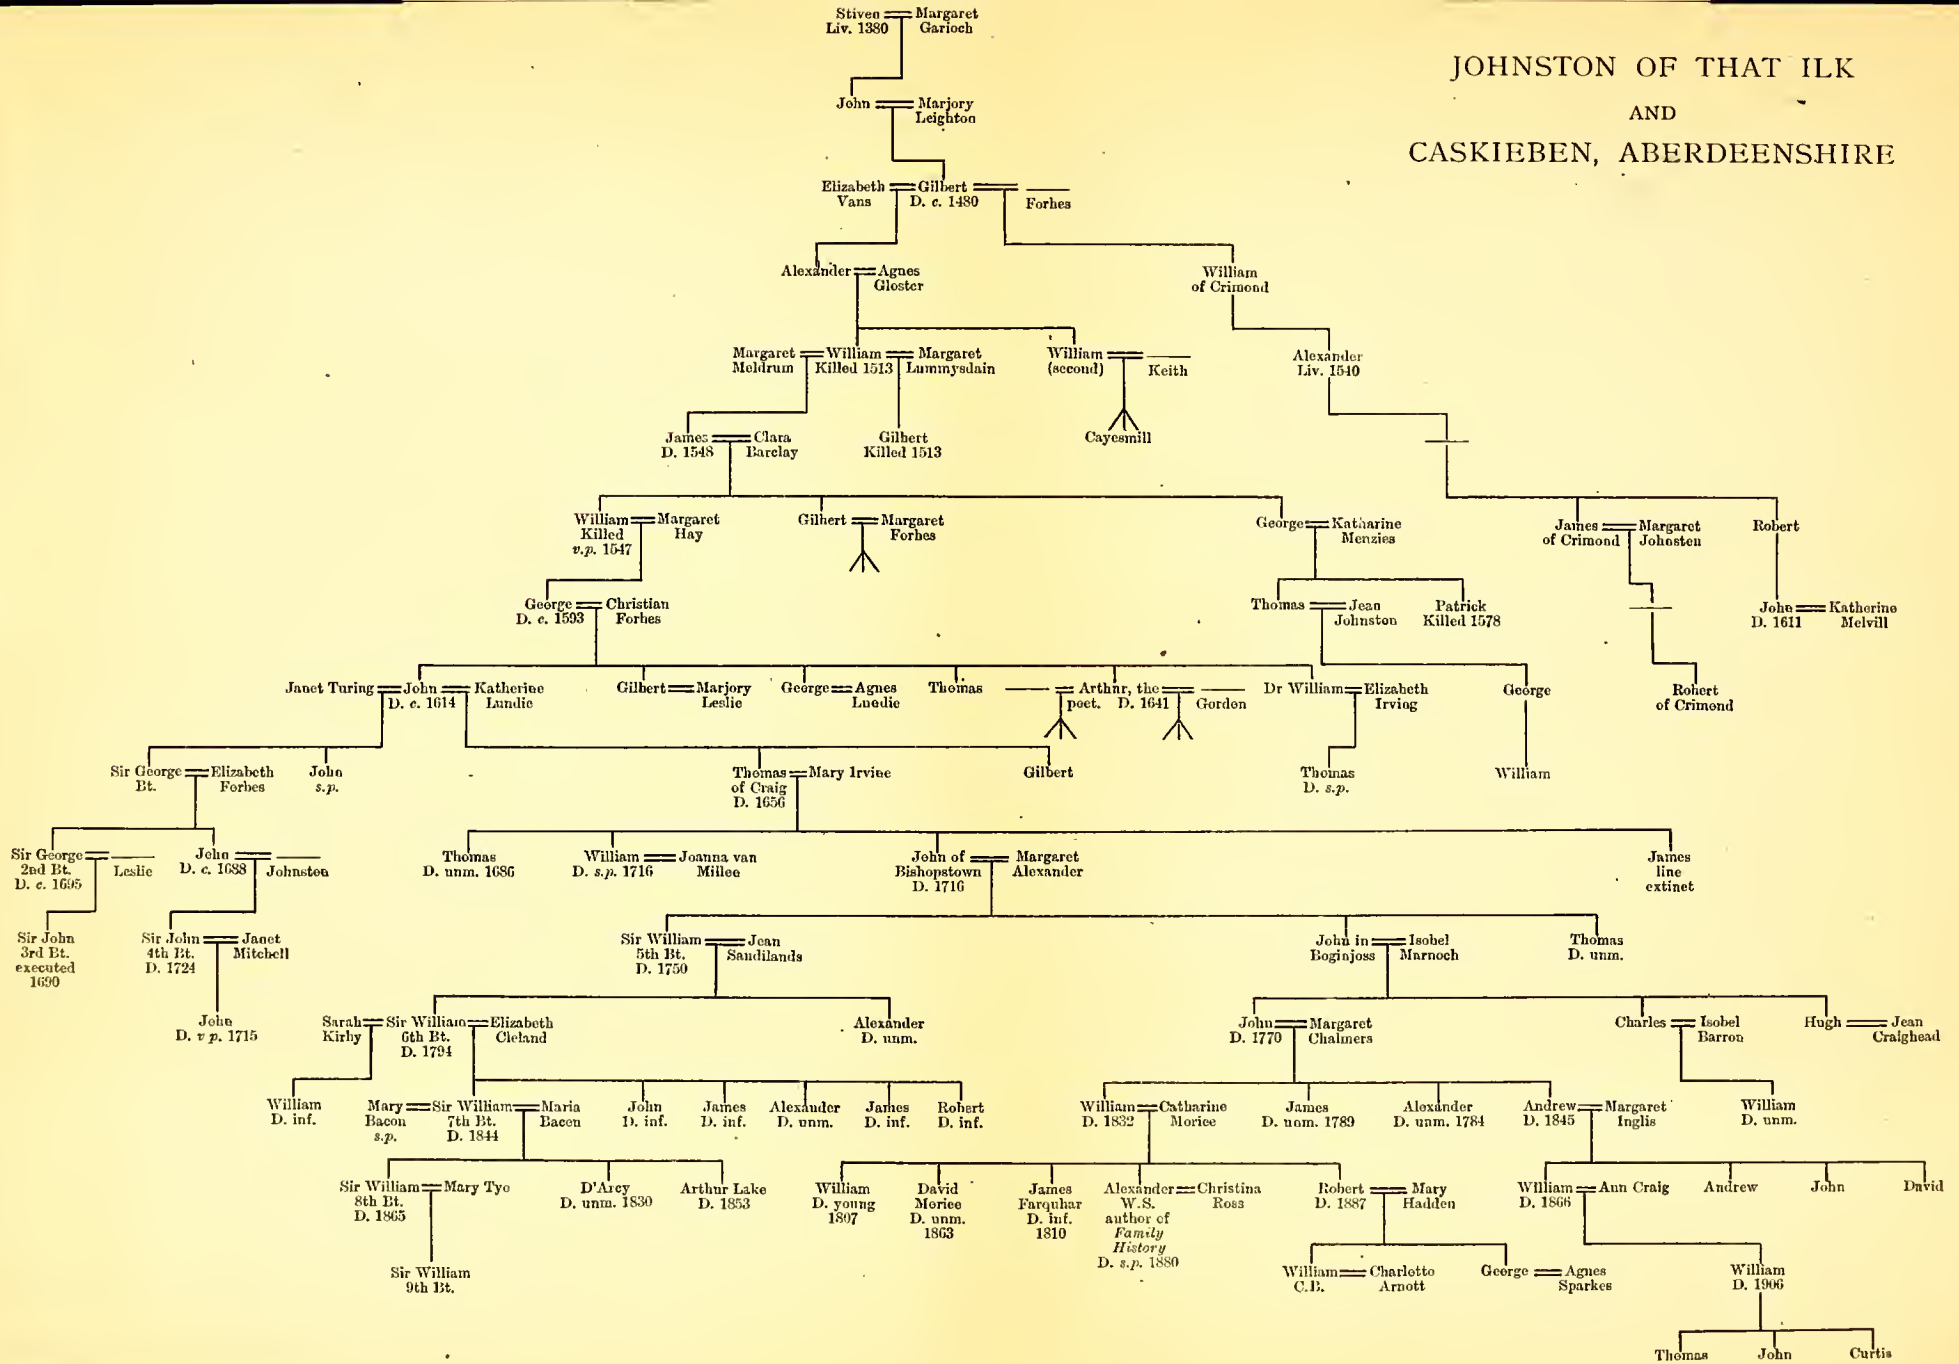 JOHNSTON OF THAT ILK
AND
CASKIEBEN, ABERDEENSHIRE
Stiven
Liv. 1380
Margaret
Garioch
John
Marjory
Leighton
Elizabeth
Vans
Gilbert
D. c. 1480
Forbes
Alexander
Agnes
Gloster
William
of Crimond
Margaret
Meldrum
William
Killed 1513
Margaret
Lummysdain
William
(second)
Keith
Alexander
Liv. 1540
James
D. 1548
Clara
Barclay
Gilbert
Killed 1513
Cayesmill
William
Killed
v.p. 1547
Margaret
Hay
Gilbert
Margaret
Forbes
George
Katharine
Menzies
James
of Crimond
Margaret
Johnston
Robert
George
D. c. 1593
Christian
Forbes
Thomas
Jean
Johnston
Patrick
Killed 1578
John
D. 1611
Katherine
Melvill
Janet Turing
John
D. c. 1614
Katherine
Lundie
Gilbert
Marjory
Leslie
George
Agnes
Lundie
Thomas
Arthur, the
poet. D. 1641
Gordon
Dr William
Elizabeth
Irving
George
Robert
of Crimond
Sir George
Bt.
Elizabeth
Forbes
John
s.p.
Thomas
of Craig
D. 1656
Mary Irvine
Gilbert
Thomas
D. s.p.
William
Sir George
2nd Bt.
D. c. 1695
Leslie
John
D. c. 1688
Johnston
Thomas
D. unm. 1686
William
D. s.p. 1716
Joanna van
Millee
John of
Bishopstown
D. 1716
Margaret
Alexander
James
line
extinct
Sir John
3rd Bt.
executed
1690
Sir John
4th Bt.
D. 1724
Janet
Mitchell
Sir William
5th Bt.
D. 1750
Jean
Sandilands
John in
Boginjoss
Isobel
Marnoch
Thomas
D. unm.
John
D. v p. 1715
Sarah
Kirby
Sir William
6th Bt.
D. 1794
Elizabeth
Cleland
Alexander
D. unm.
John
D. 1770
Margaret
Chalmers
Charles
Isobel
Barron
Hugh
Jean
Craighead
William
D. inf.
Mary
Bacon
s.p.
Sir William
7th Bt.
D. 1844
Maria
Bacon
John
D. inf.
James
D. inf.
Alexander
D. unm.
James
D. inf.
Robert
D. inf.
William
D. 1832
Catharine
Morice
James
D. unm. 1789
Alexander
D. unm. 1784
Andrew
D. 1845
Margaret
Inglis
William
D. unm.
Sir William
8th Bt.
D. 1865
Mary Tye
D'Arcy
D. unm. 1830
Arthur Lake
D. 1853
William
D. young
1807
David
Morice
D. unm.
1863
James
Farquhar
D. inf.
1810
Alexander
W.S.
author of
Family
History
D. s.p. 1880
Christina
Ross
Robert
D. 1887
Mary
Hadden
William
D. 1866
Ann Craig
Andrew
John
David
Sir William
9th Bt.
William
C.B.
Charlotte
Arnott
George
Agnes
Sparkes
William
D. 1906
Thomas
John
Curtis